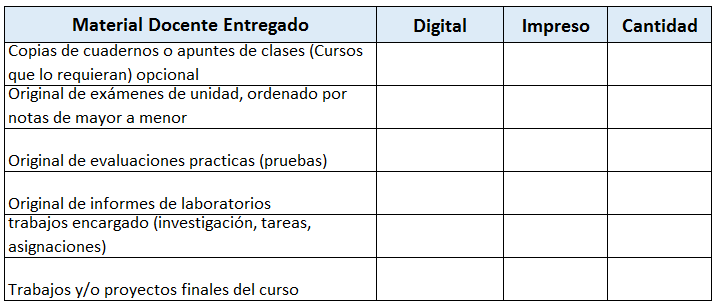 Material Docente Entregado Digital Impreso Cantidad
Copias de cuadernos o apuntes de clases (Cursos
que lo requieran) opcional
Original de exámenes de unidad, ordenado por
notas de mayor a menor
Original de evaluaciones practicas (pruebas)
Original de informes de laboratorios
trabajos encargado (investigación, tareas,
asignaciones)
Trabajos y/o proyectos finales del curso